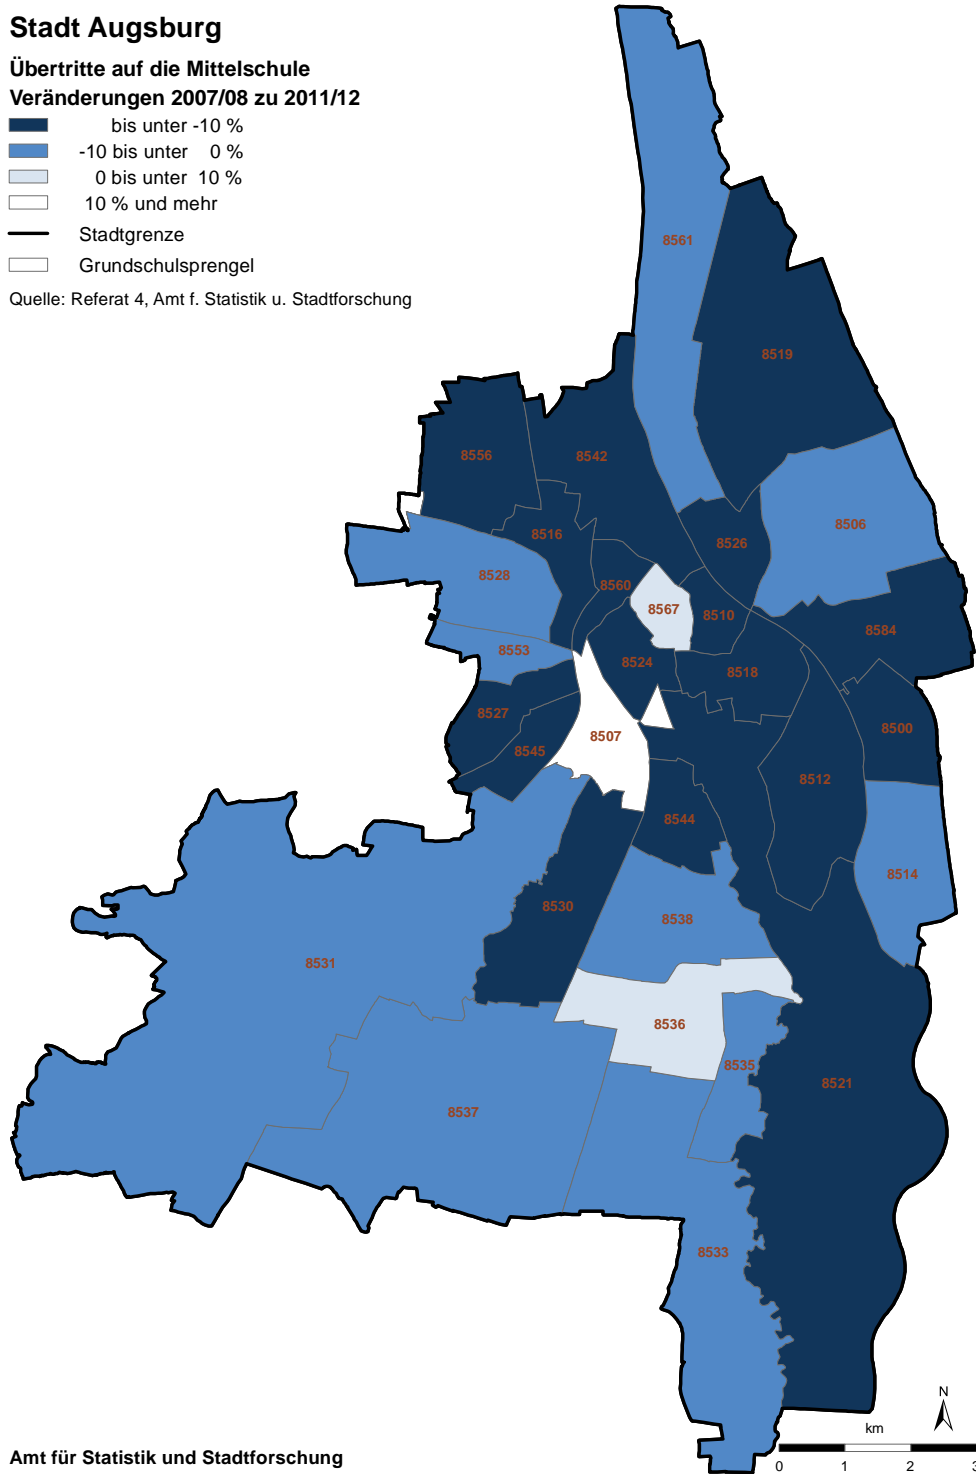 Stadt Augsburg
Übertritte auf die Mittelschule
Veränderungen 2007/08 zu 2011/12
bis unter -10 %
-10 bis unter 0 %
0 bis unter 10 %
10 % und mehr
Stadtgrenze
Grundschulsprengel
Quelle: Referat 4, Amt f. Statistik u. Stadtforschung
8561
8519
8556
8542
8506
8516
8526
8528
8560
8567
8510
8584
8553
8524
8518
8527
8507
8500
8545
8512
8544
8514
8530
8538
8531
8536
8535
8521
8537
8533
N
km
0 1 2 3
Amt für Statistik und Stadtforschung